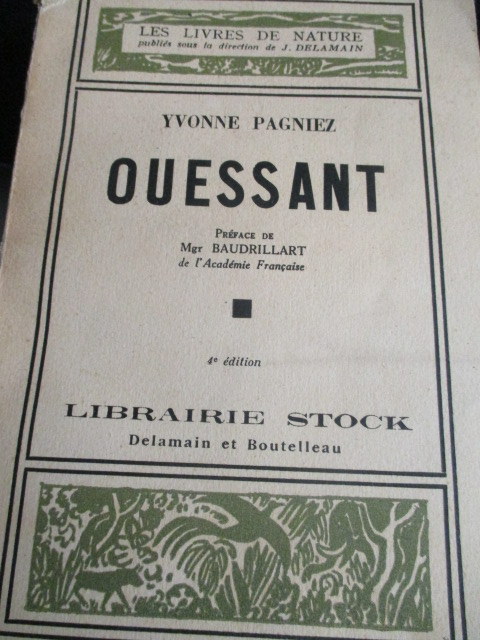 LES LIVRES DE NATURE
publiés sous la direction de J. DELAMAIN
YVONNE PAGNIEZ
OUESSANT
PRÉFACE DE
Mgr BAUDRILLART
de l'Académie Française
4e édition
LIBRAIRIE STOCK
Delamain et Boutelleau